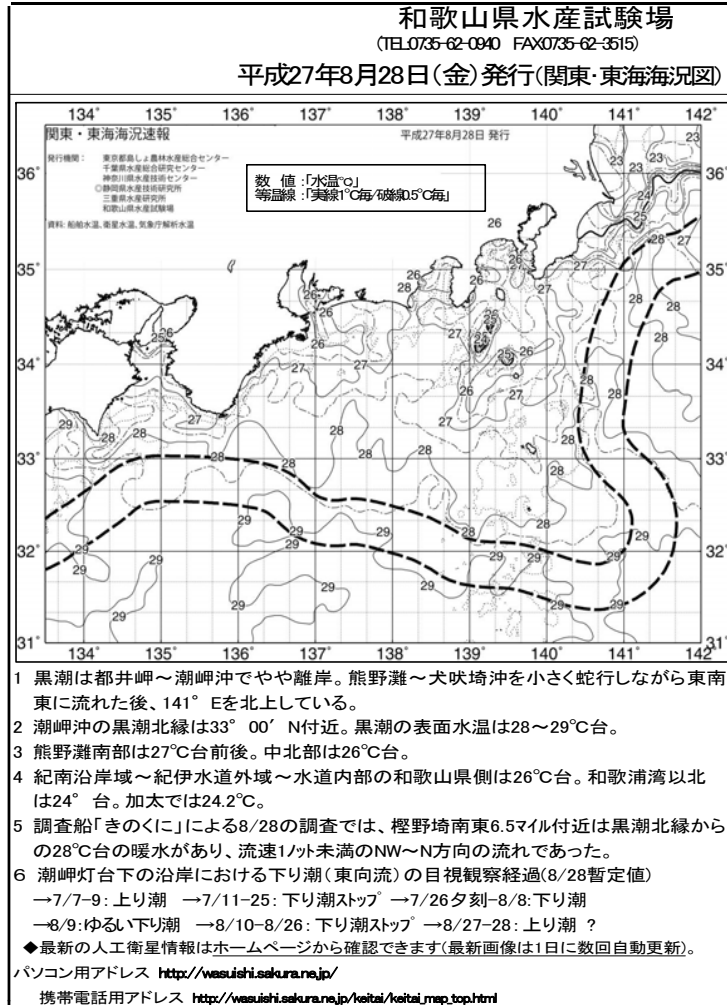 和歌山県水産試験場
(TEL0735-62-0940 FAX0735-62-3515)
平成27年8月28日(金)発行(関東・東海海況図)
134° 135° 136° 137° 138° 139° 140° 141° 142°
関東・東海海況速報
平成27年8月28日 発行
発行機関： 東京都島しょ農林水産総合センター
千葉県水産総合研究センター
神奈川県水産技術センター
◎静岡県水産技術研究所
三重県水産研究所
和歌山県水産試験場
資料: 船舶水温、衛星水温、気象庁解析水温
数 値：「水温℃」
等温線：「実線1℃毎/破線0.5℃毎」
36° 36°
35° 35°
34° 34°
33° 33°
32° 32°
31° 31°
134° 135° 136° 137° 138° 139° 140° 141° 142°
1 黒潮は都井岬～潮岬沖でやや離岸。熊野灘～犬吠埼沖を小さく蛇行しながら東南
東に流れた後、141° Eを北上している。
2 潮岬沖の黒潮北縁は33° 00′ N付近。黒潮の表面水温は28～29℃台。
3 熊野灘南部は27℃台前後。中北部は26℃台。
4 紀南沿岸域～紀伊水道外域～水道内部の和歌山県側は26℃台。和歌浦湾以北
は24° 台。加太では24.2℃。
5 調査船「きのくに」による8/28の調査では、樫野埼南東6.5マイル付近は黒潮北縁から
の28℃台の暖水があり、流速1ノット未満のNW～N方向の流れであった。
6 潮岬灯台下の沿岸における下り潮（東向流）の目視観察経過(8/28暫定値)
→7/7-9: 上り潮 →7/11-25: 下り潮ストップ →7/26夕刻-8/8:下り潮
→8/9:ゆるい下り潮 →8/10-8/26: 下り潮ストップ →8/27-28: 上り潮 ?
◆最新の人工衛星情報はホームページから確認できます(最新画像は1日に数回自動更新)。
パソコン用アドレス http://wasuishi.sakura.ne.jp/
携帯電話用アドレス http://wasuishi.sakura.ne.jp/keitai/keitai_map_top.html